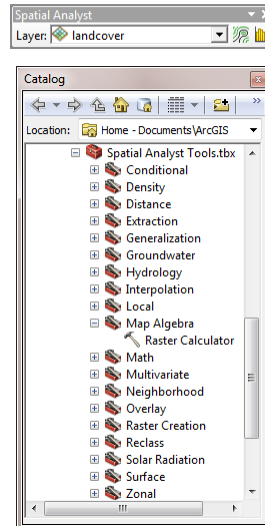 Spatial Analyst
Layer: landcover
Catalog
Location: Home - Documents\ArcGIS
Spatial Analyst Tools.tbx
Conditional
Density
Distance
Extraction
Generalization
Groundwater
Hydrology
Interpolation
Local
Map Algebra
Raster Calculator
Math
Multivariate
Neighborhood
Overlay
Raster Creation
Reclass
Solar Radiation
Surface
Zonal